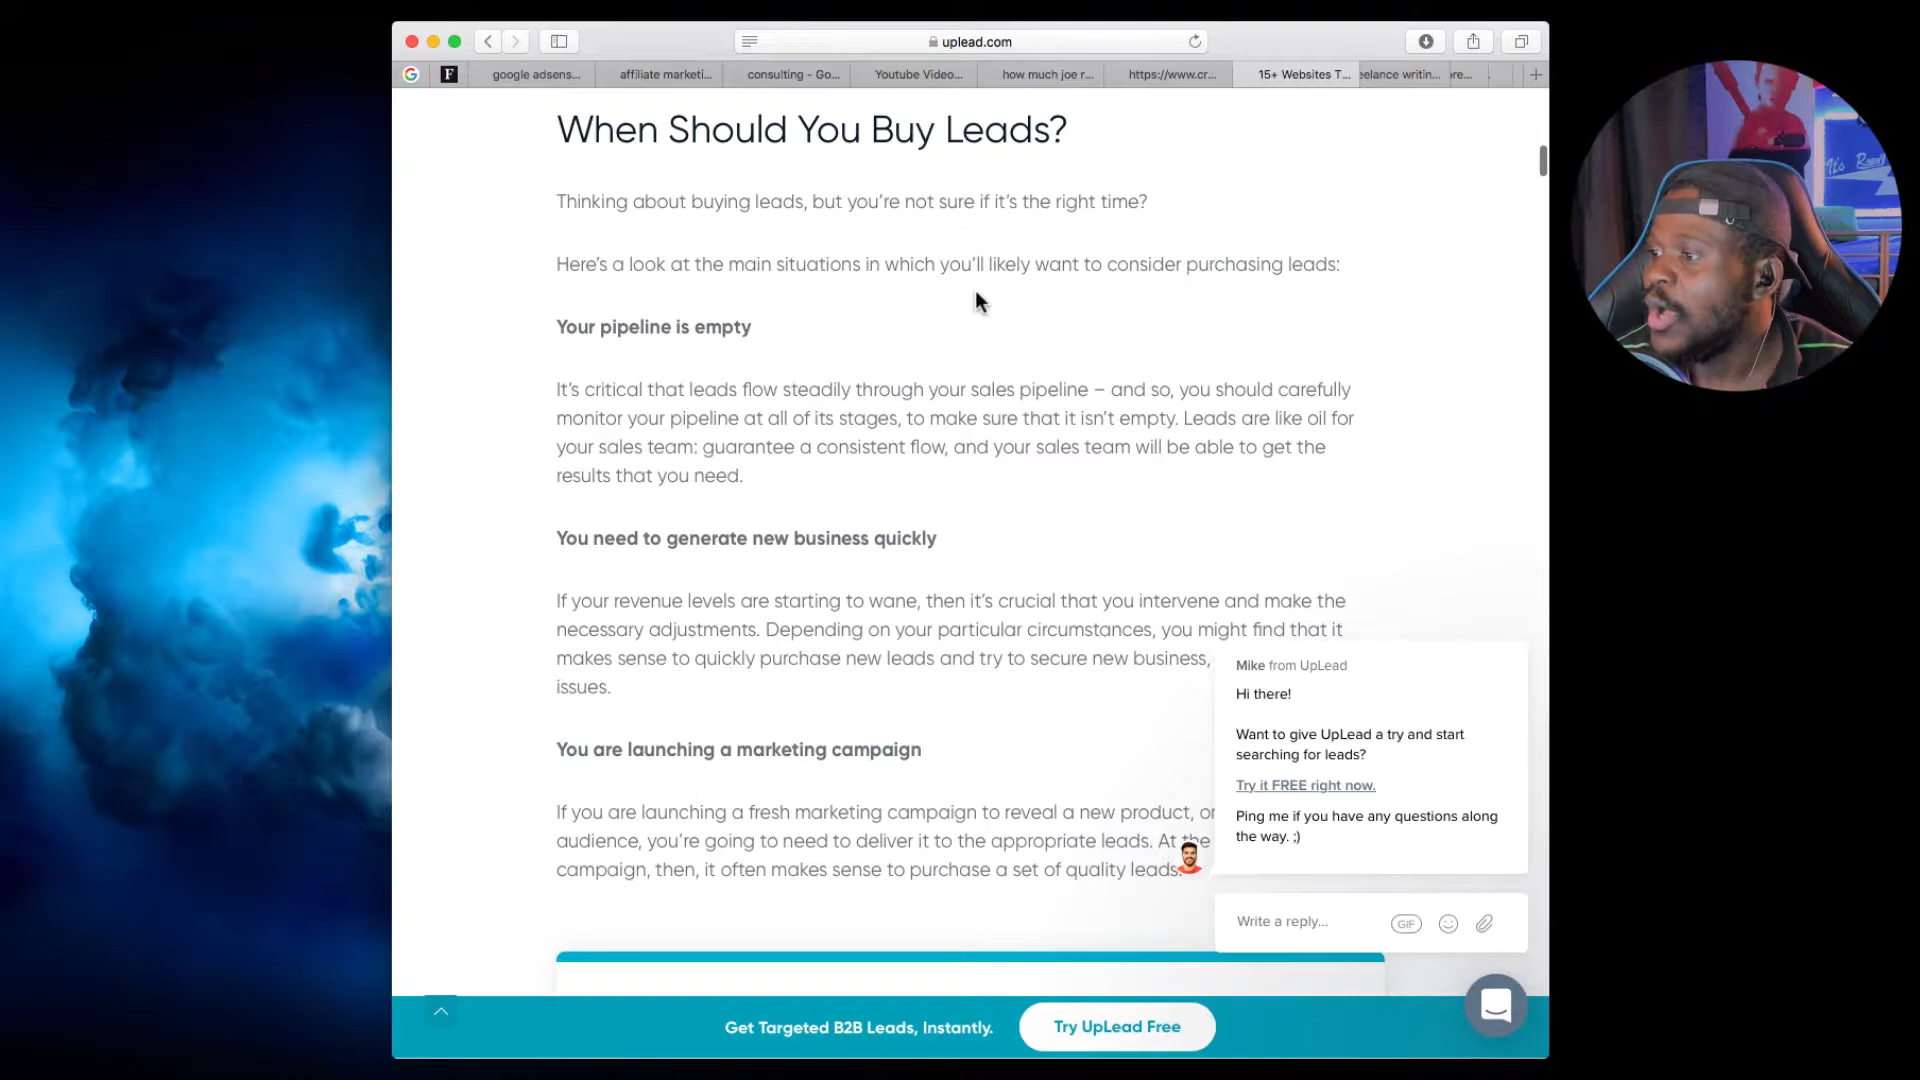 uplead.com
F
google adsens...
affiliate marketi...
consulting - Go...
Youtube Video...
how much joe r...
https://www.cr...
15+ Websites T...
eelance writin...
ore...
When Should You Buy Leads?
Thinking about buying leads, but you're not sure if it's the right time?
Here's a look at the main situations in which you'll likely want to consider purchasing leads:
Your pipeline is empty
It's critical that leads flow steadily through your sales pipeline – and so, you should carefully
monitor your pipeline at all of its stages, to make sure that it isn't empty. Leads are like oil for
your sales team: guarantee a consistent flow, and your sales team will be able to get the
results that you need.
You need to generate new business quickly
If your revenue levels are starting to wane, then it's crucial that you intervene and make the
necessary adjustments. Depending on your particular circumstances, you might find that it
makes sense to quickly purchase new leads and try to secure new business,
issues.
You are launching a marketing campaign
If you are launching a fresh marketing campaign to reveal a new product, or
audience, you're going to need to deliver it to the appropriate leads. At the
campaign, then, it often makes sense to purchase a set of quality leads.
Mike from UpLead
Hi there!
Want to give UpLead a try and start
searching for leads?
Try it FREE right now.
Ping me if you have any questions along
the way. ;)
Write a reply...
GIF
Get Targeted B2B Leads, Instantly.
Try UpLead Free
It's